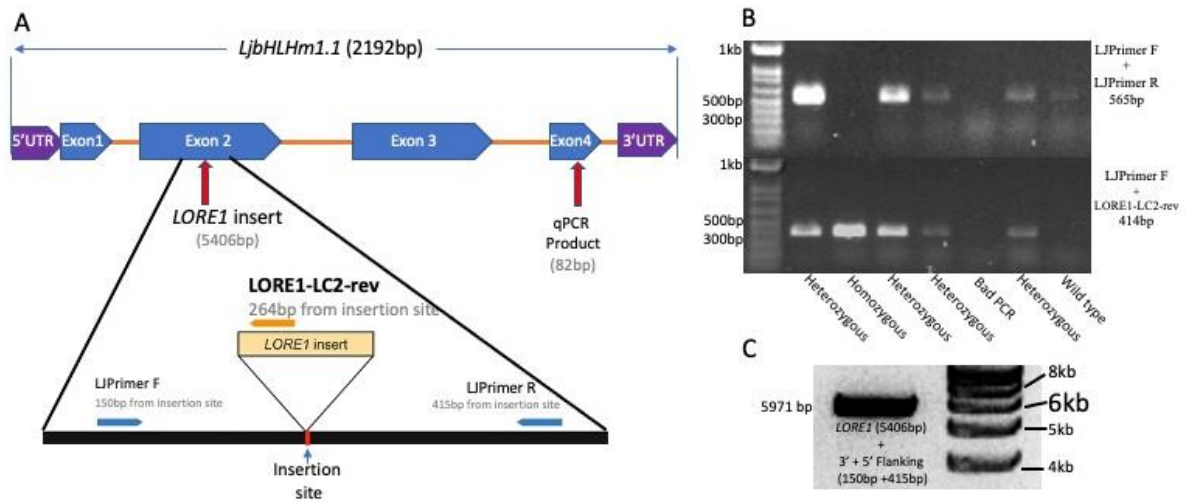 A
LjbHLHm1.1 (2192bp)
5'UTR
Exon1
Exon 2
Exon 3
Exon4
3'UTR
LORE1 insert
(5406bp)
qPCR
Product
(82bp)
LORE1-LC2-rev
264bp from insertion site
LORE1 insert
LJPrimer F
150bp from insertion site
LJPrimer R
415bp from insertion site
Insertion
site
B
1kb
500bp
300bp
1kb
500bp
300bp
LJPrimer F
+
LJPrimer R
565bp
LJPrimer F
+
LORE1-LC2-rev
414bp
Heterozygous
Homozygous
Heterozygous
Heterozygous
Bad PCR
Heterozygous
Wild type
C
5971 bp
LORE1 (5406bp)
+
3' + 5' Flanking
(150bp +415bp)
8kb
6kb
5kb
4kb